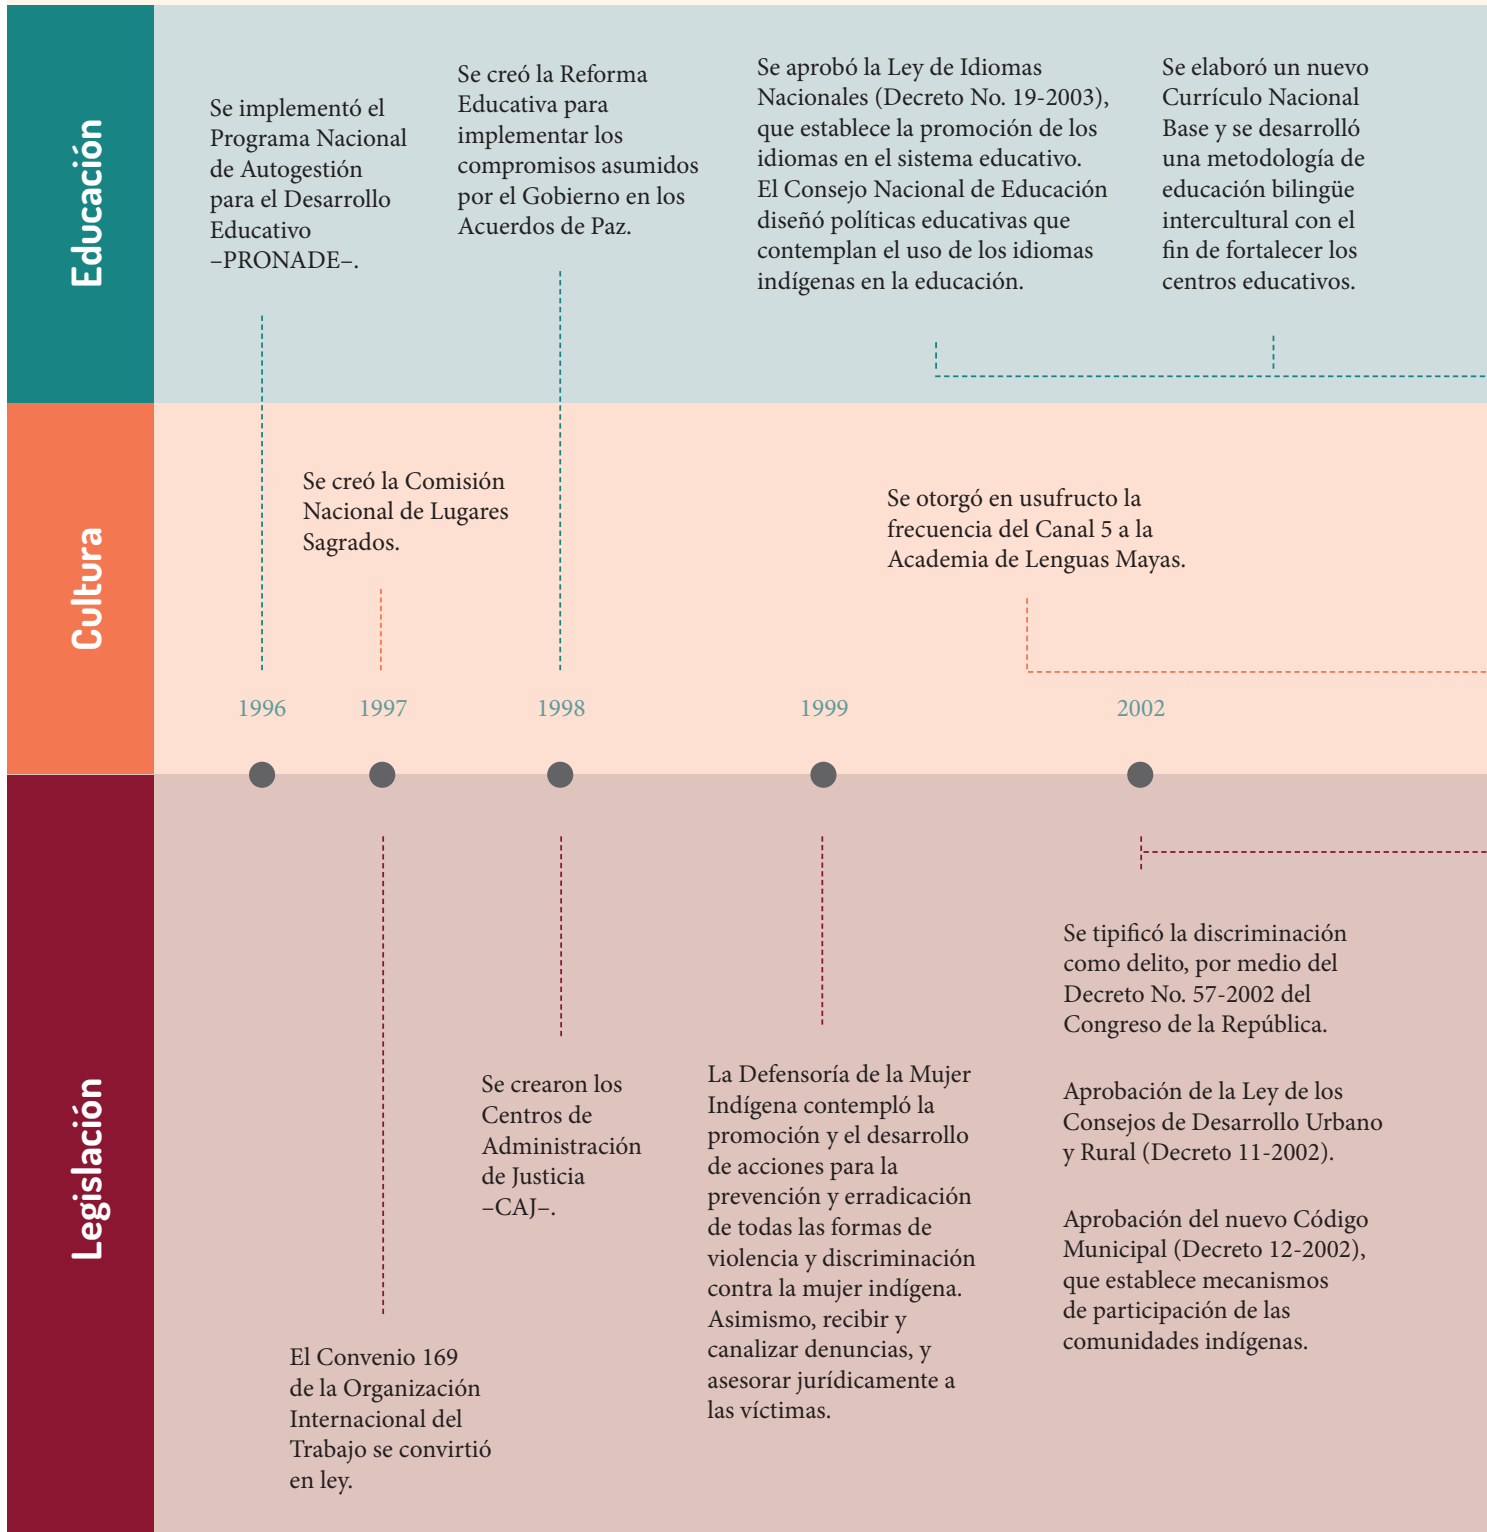 Educación
Se implementó el
Programa Nacional
de Autogestión
para el Desarrollo
Educativo
–PRONADE–.
Se creó la Reforma
Educativa para
implementar los
compromisos asumidos
por el Gobierno en los
Acuerdos de Paz.
Se aprobó la Ley de Idiomas
Nacionales (Decreto No. 19-2003),
que establece la promoción de los
idiomas en el sistema educativo.
El Consejo Nacional de Educación
diseñó políticas educativas que
contemplan el uso de los idiomas
indígenas en la educación.
Se elaboró un nuevo
Currículo Nacional
Base y se desarrolló
una metodología de
educación bilingüe
intercultural con el
fin de fortalecer los
centros educativos.
Cultura
Se creó la Comisión
Nacional de Lugares
Sagrados.
Se otorgó en usufructo la
frecuencia del Canal 5 a la
Academia de Lenguas Mayas.
1996
1997
1998
1999
2002
Legislación
El Convenio 169
de la Organización
Internacional del
Trabajo se convirtió
en ley.
Se crearon los
Centros de
Administración
de Justicia
–CAJ–.
La Defensoría de la Mujer
Indígena contempló la
promoción y el desarrollo
de acciones para la
prevención y erradicación
de todas las formas de
violencia y discriminación
contra la mujer indígena.
Asimismo, recibir y
canalizar denuncias, y
asesorar jurídicamente a
las víctimas.
Se tipificó la discriminación
como delito, por medio del
Decreto No. 57-2002 del
Congreso de la República.
Aprobación de la Ley de los
Consejos de Desarrollo Urbano
y Rural (Decreto 11-2002).
Aprobación del nuevo Código
Municipal (Decreto 12-2002),
que establece mecanismos
de participación de las
comunidades indígenas.